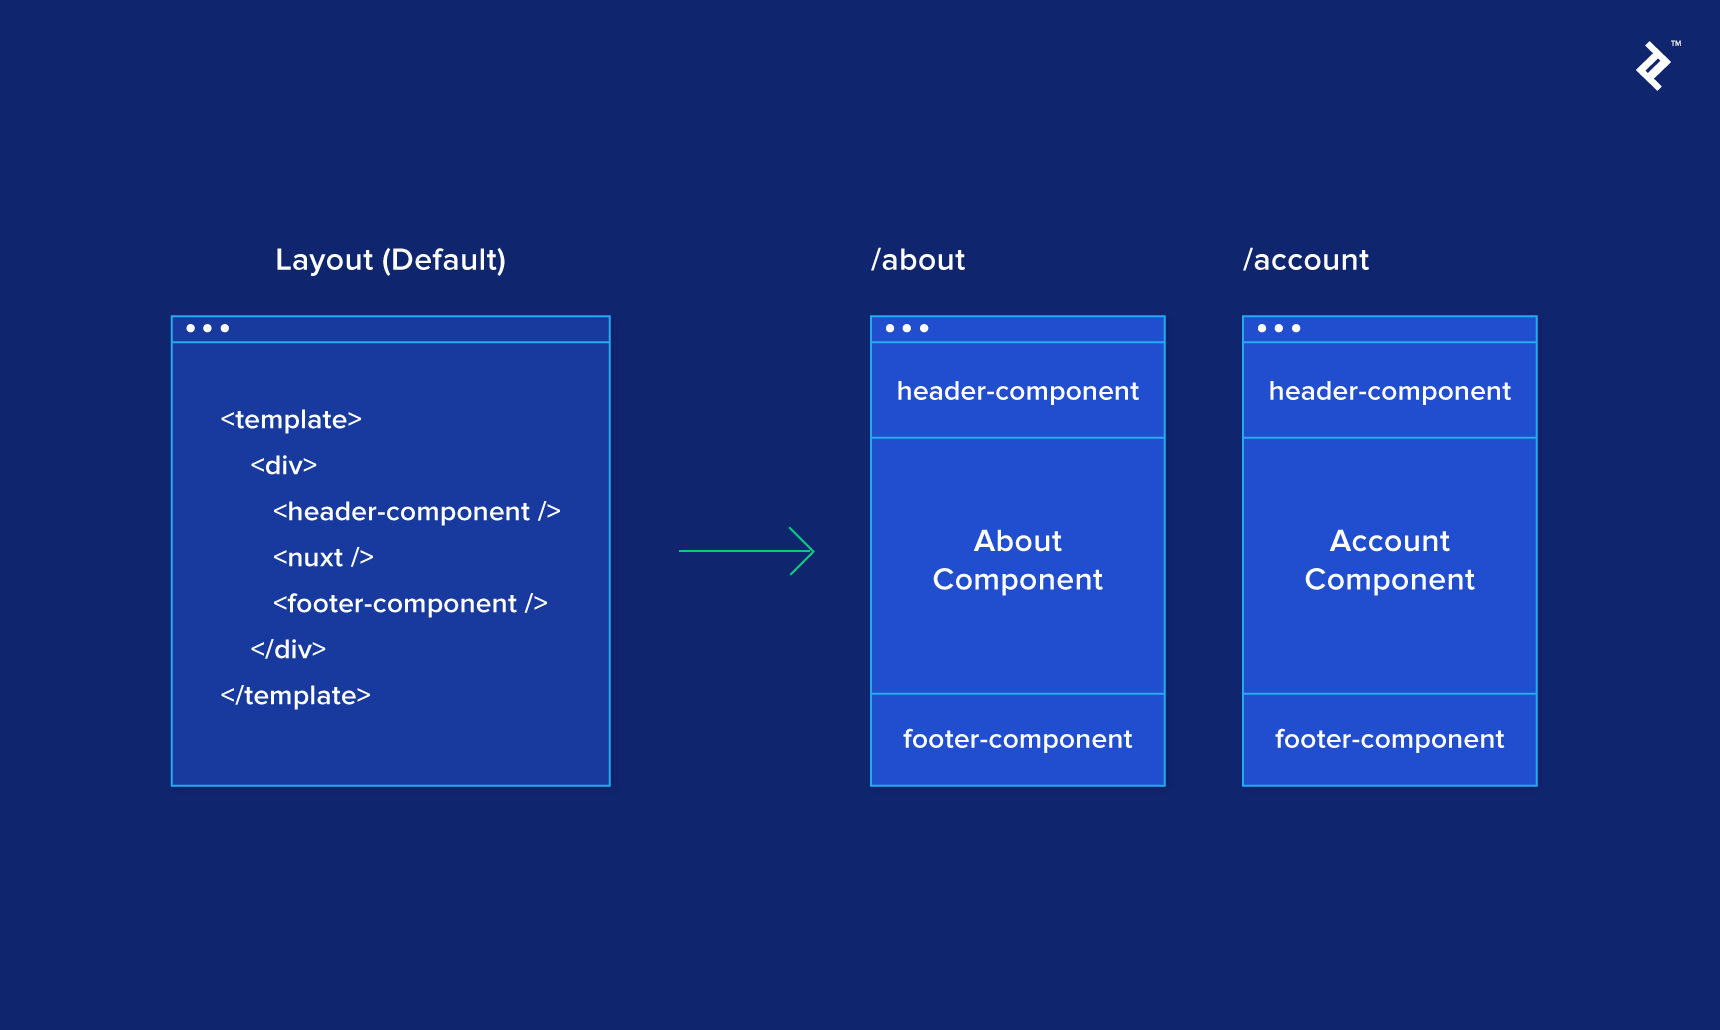 ™
Layout (Default)
<template>
<div>
<header-component />
<nuxt />
<footer-component />
</div>
</template>
/about
header-component
About
Component
footer-component
/account
header-component
Account
Component
footer-component